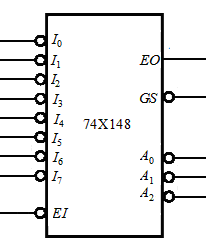 I₀
I₁ EO
I₂
I₃ GS
I₄ 74X148
I₅
I₆ A₀
I₇ A₁
A₂
EI